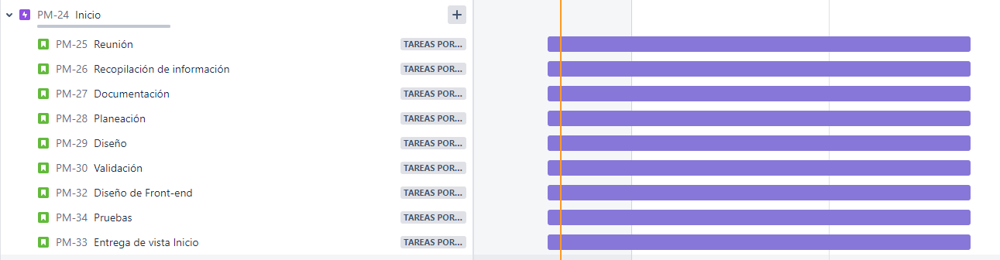 PM-24 Inicio
PM-25 Reunión TAREAS POR...
PM-26 Recopilación de información TAREAS POR...
PM-27 Documentación TAREAS POR...
PM-28 Planeación TAREAS POR...
PM-29 Diseño TAREAS POR...
PM-30 Validación TAREAS POR...
PM-32 Diseño de Front-end TAREAS POR...
PM-34 Pruebas TAREAS POR...
PM-33 Entrega de vista Inicio TAREAS POR...